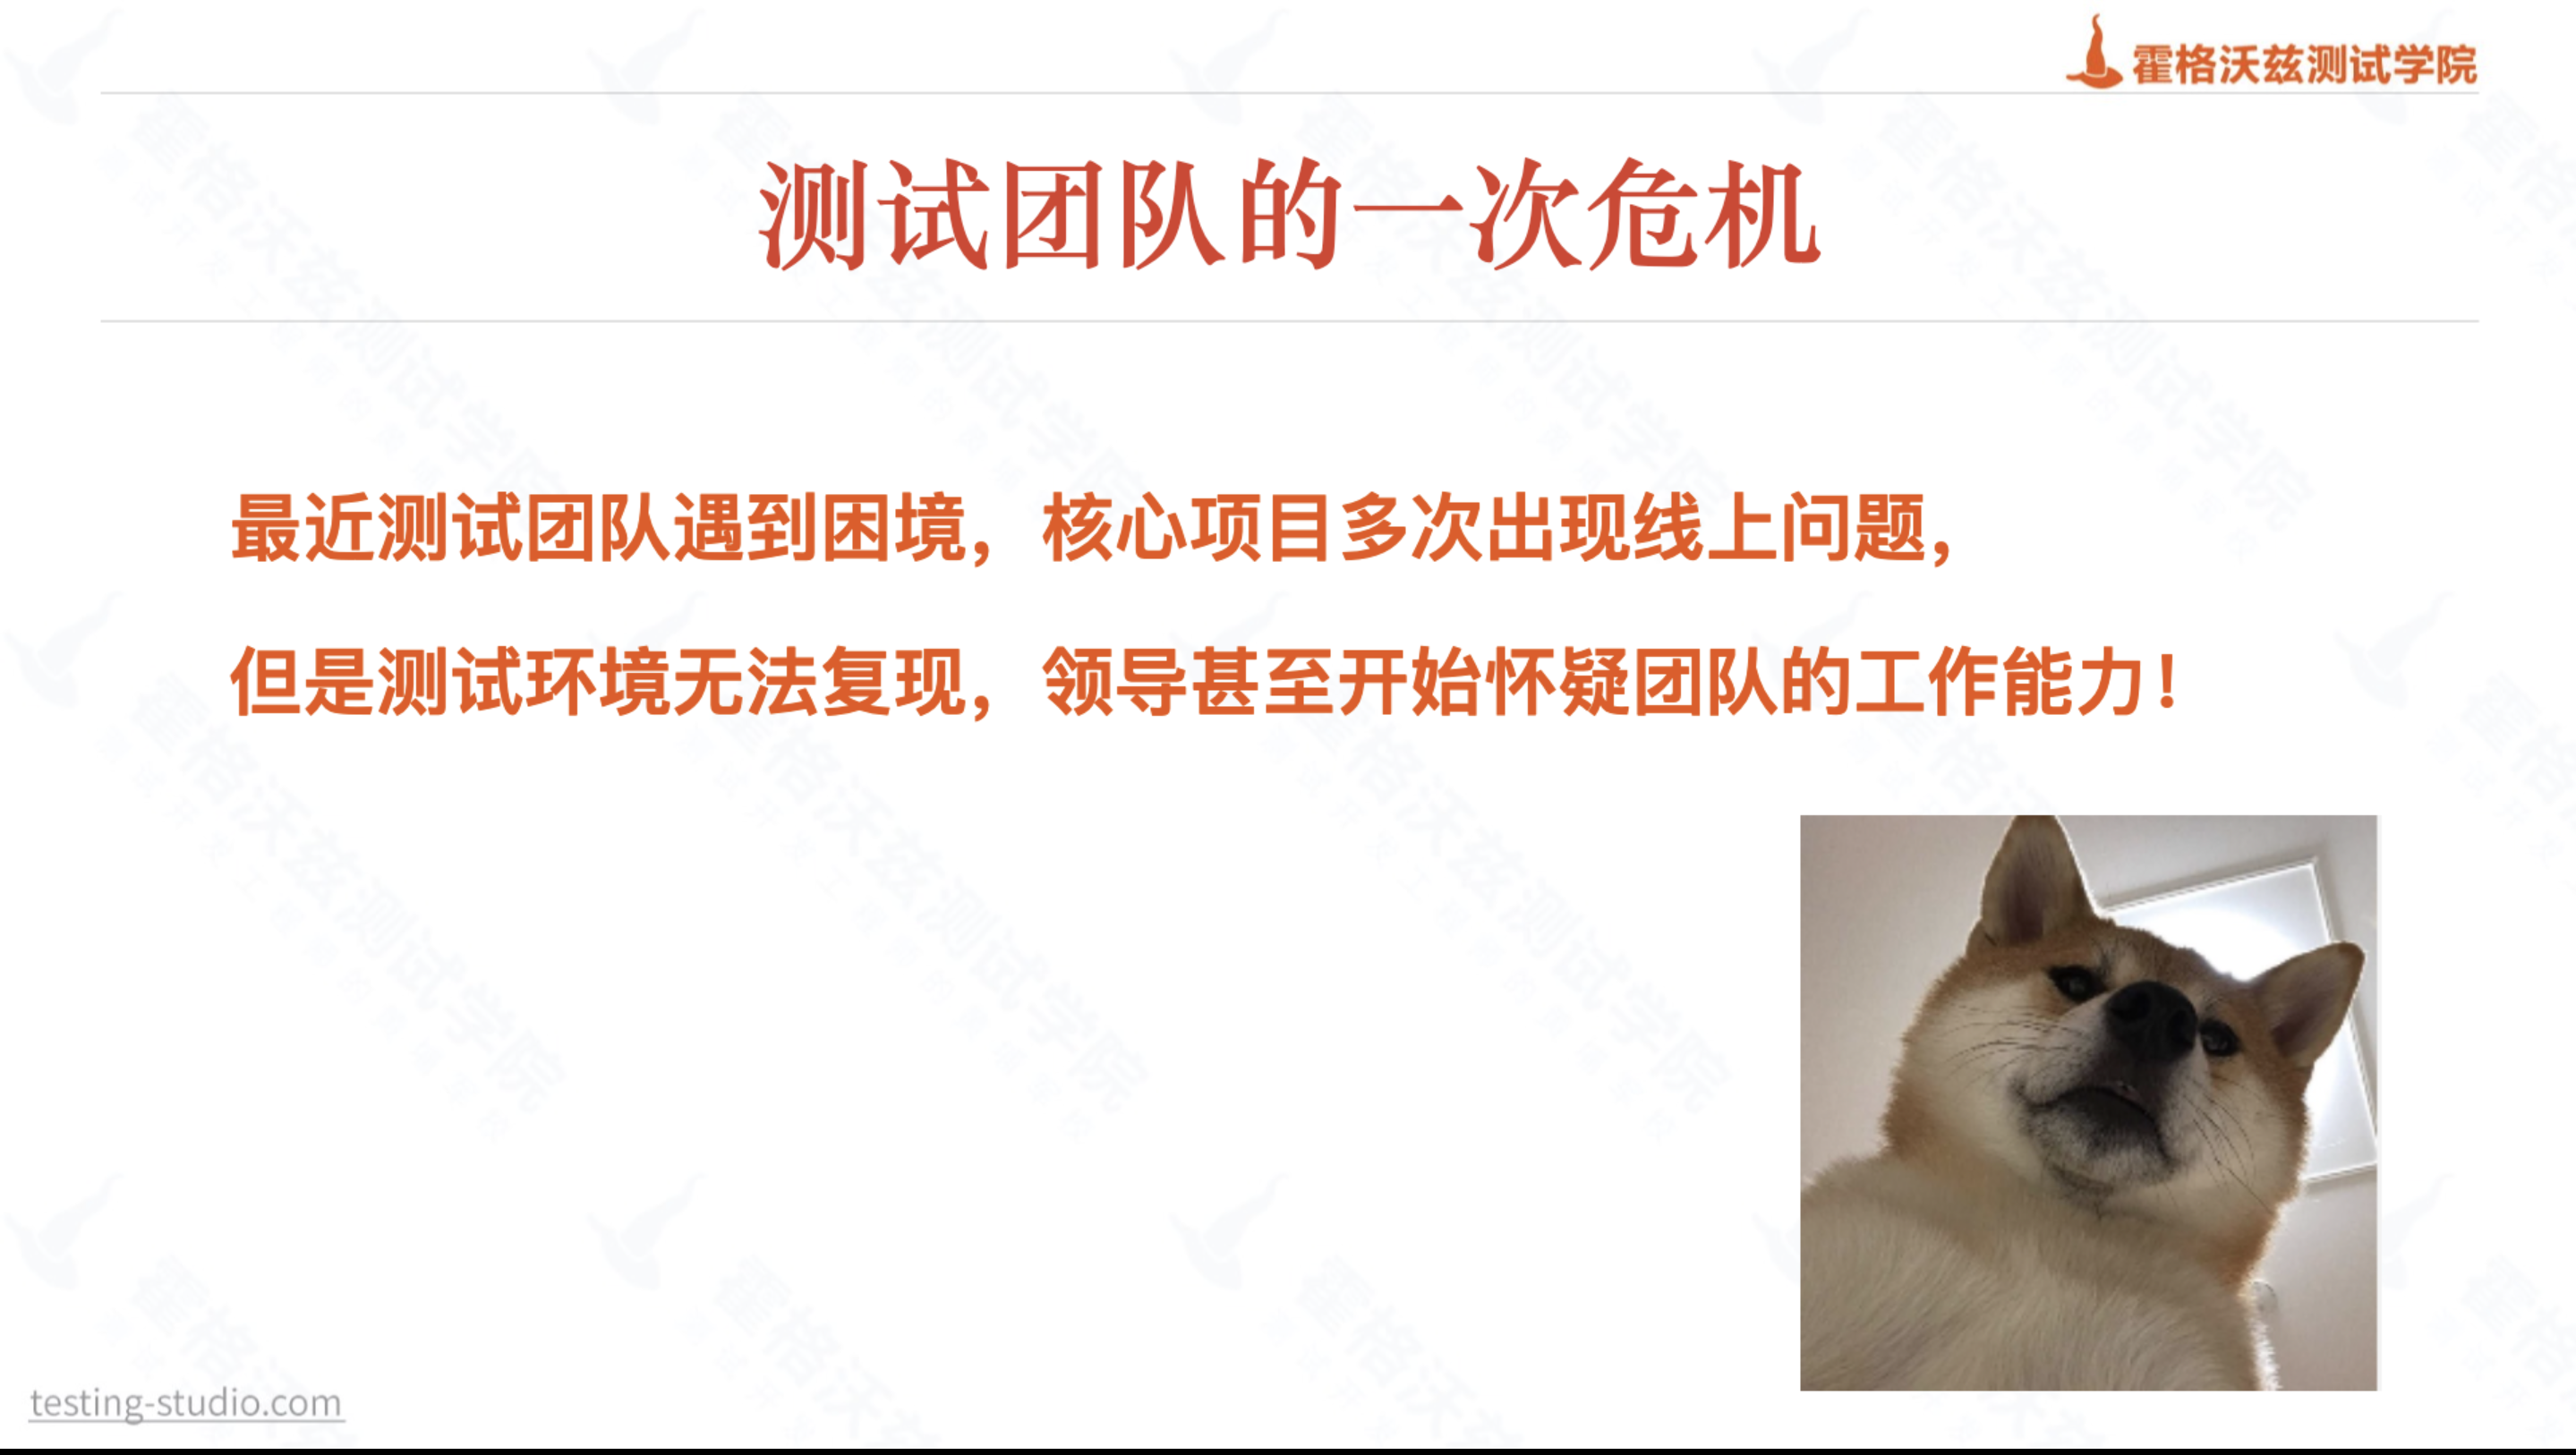 霍格沃兹测试学院
测试团队的一次危机
最近测试团队遇到困境，核心项目多次出现线上问题，
但是测试环境无法复现，领导甚至开始怀疑团队的工作能力！
testing-studio.com